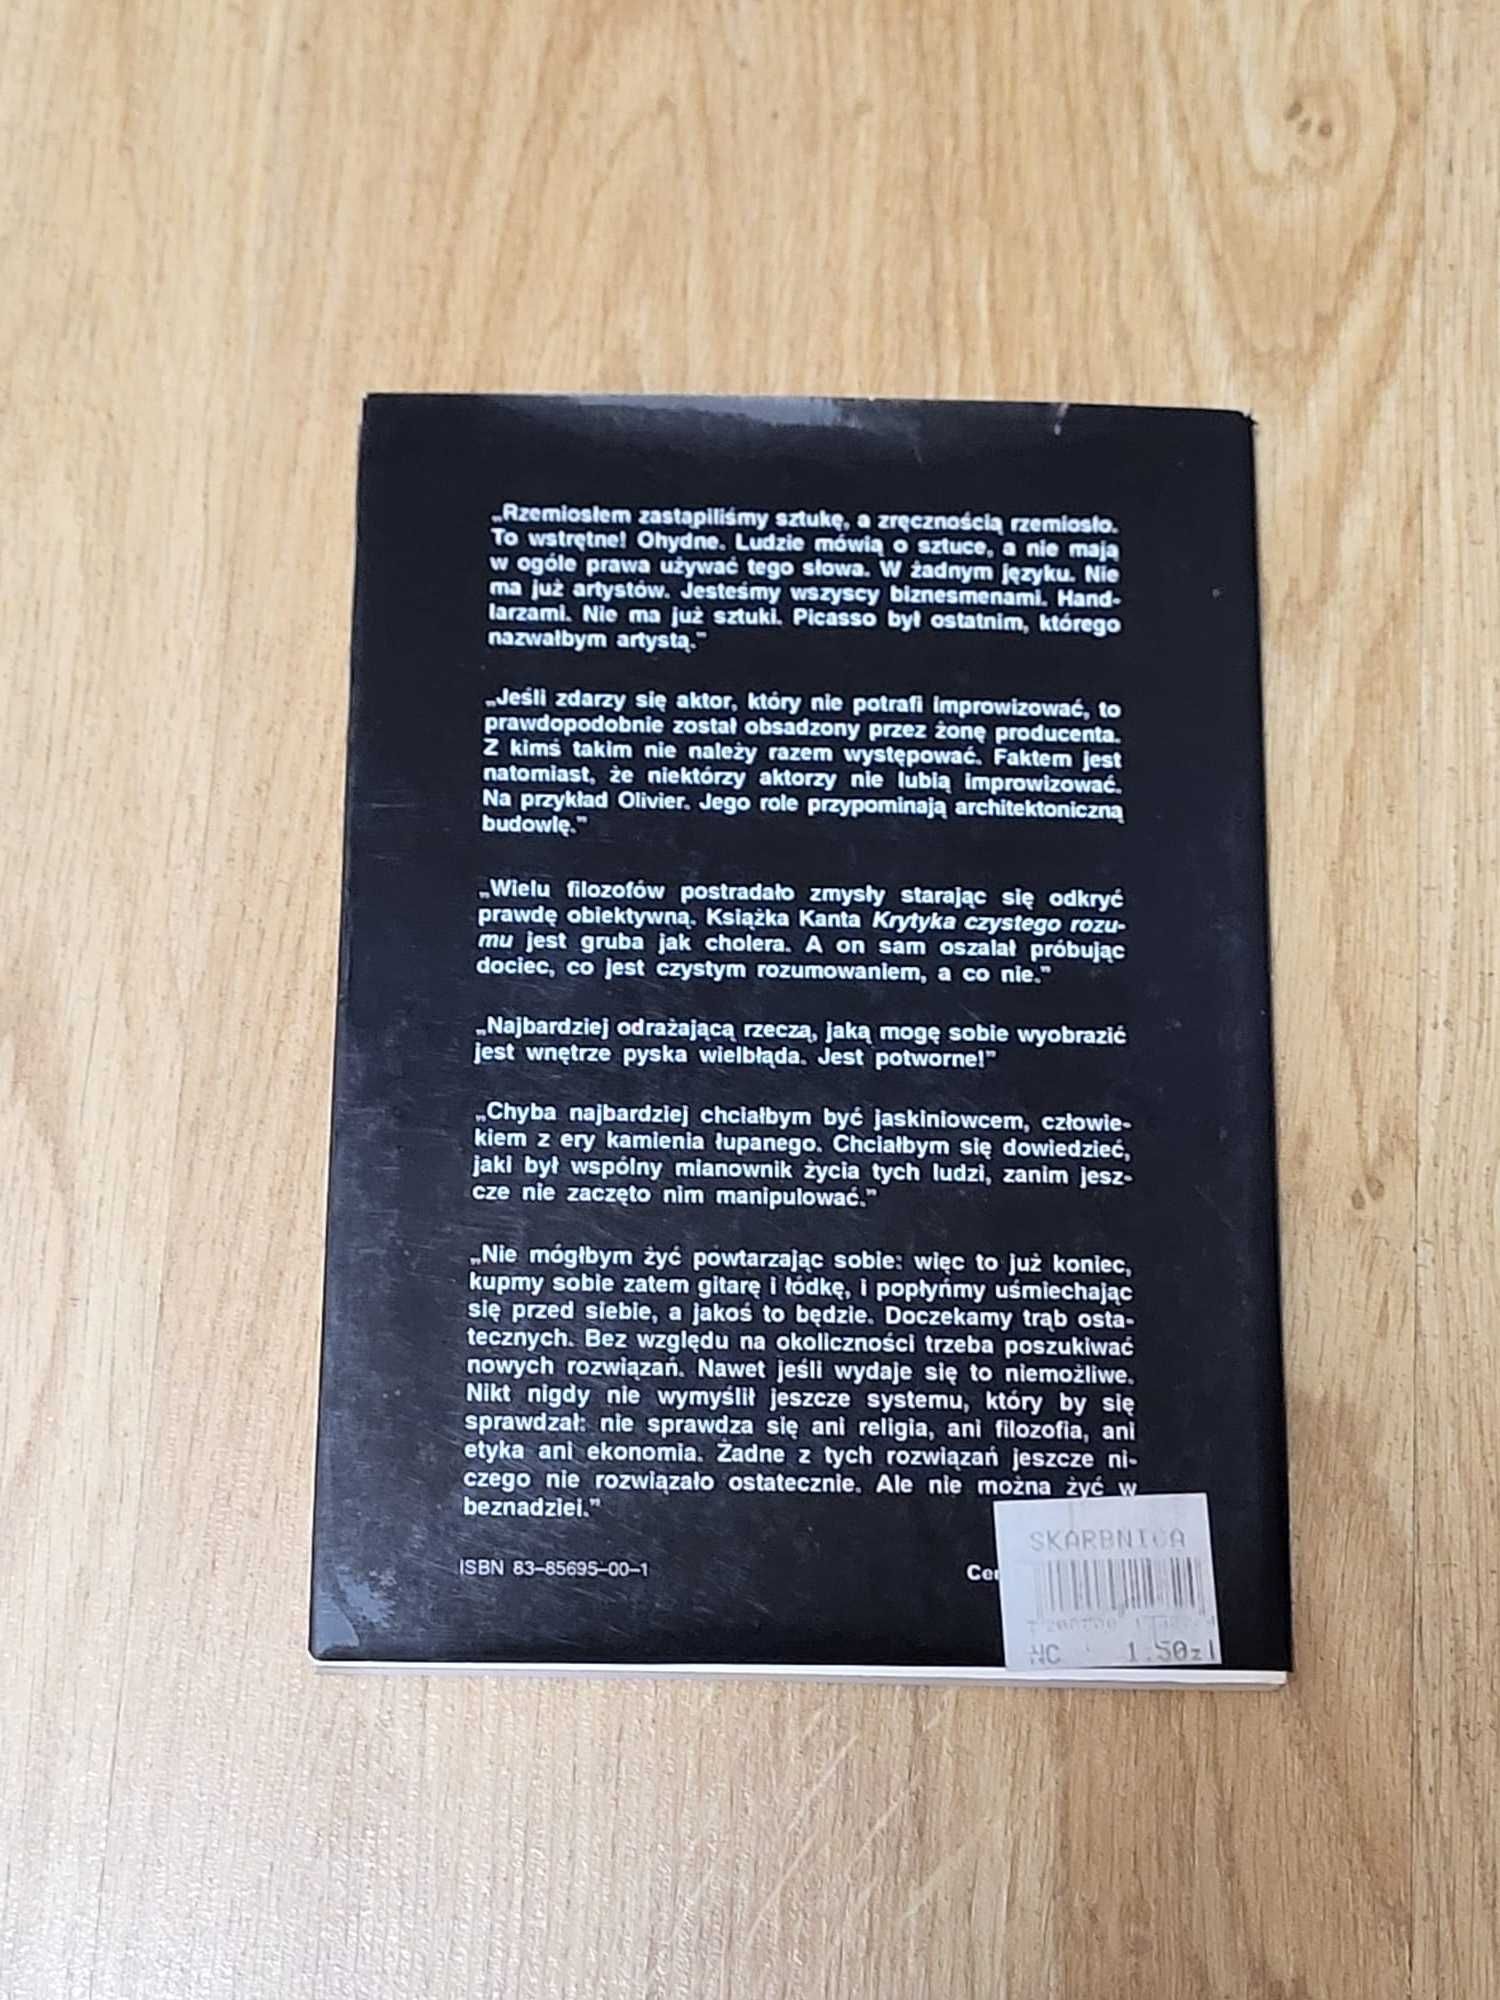 „Rzemiosłem zastąpiliśmy sztukę, a zręcznością rzemiosło.
To wstrętne! Ohydne. Ludzie mówią o sztuce, a nie mają
w ogóle prawa używać tego słowa. W żadnym języku. Nie
ma już artystów. Jesteśmy wszyscy biznesmenami. Hand-
larzami. Nie ma już sztuki. Picasso był ostatnim, którego
nazwałbym artystą.”
„Jeśli zdarzy się aktor, który nie potrafi improwizować, to
prawdopodobnie został obsadzony przez żonę producenta.
Z kimś takim nie należy razem występować. Faktem jest
natomiast, że niektórzy aktorzy nie lubią improwizować.
Na przykład Olivier. Jego role przypominają architektoniczną
budowlę.”
„Wielu filozofów postradało zmysły starając się odkryć
prawdę obiektywną. Książka Kanta Krytyka czystego rozu-
mu jest gruba jak cholera. A on sam oszalał próbując
dociec, co jest czystym rozumowaniem, a co nie.”
„Najbardziej odrażającą rzeczą, jaką mogę sobie wyobrazić
jest wnętrze pyska wielbłąda. Jest potworne!”
„Chyba najbardziej chciałbym być jaskiniowcem, człowie-
kiem z ery kamienia łupanego. Chciałbym się dowiedzieć,
jaki był wspólny mianownik życia tych ludzi, zanim jesz-
cze nie zaczęto nim manipulować.”
„Nie mógłbym żyć powtarzając sobie: więc to już koniec,
kupmy sobie zatem gitarę i łódkę, i popłyńmy uśmiechając
się przed siebie, a jakoś to będzie. Doczekamy trąb osta-
tecznych. Bez względu na okoliczności trzeba poszukiwać
nowych rozwiązań. Nawet jeśli wydaje się to niemożliwe.
Nikt nigdy nie wymyślił jeszcze systemu, który by się
sprawdzał: nie sprawdza się ani religia, ani filozofia, ani
etyka ani ekonomia. Żadne z tych rozwiązań jeszcze ni-
czego nie rozwiązało ostatecznie. Ale nie można żyć w
beznadziei.”
ISBN 83-85695-00-1
SKARBNICA
1.50zł